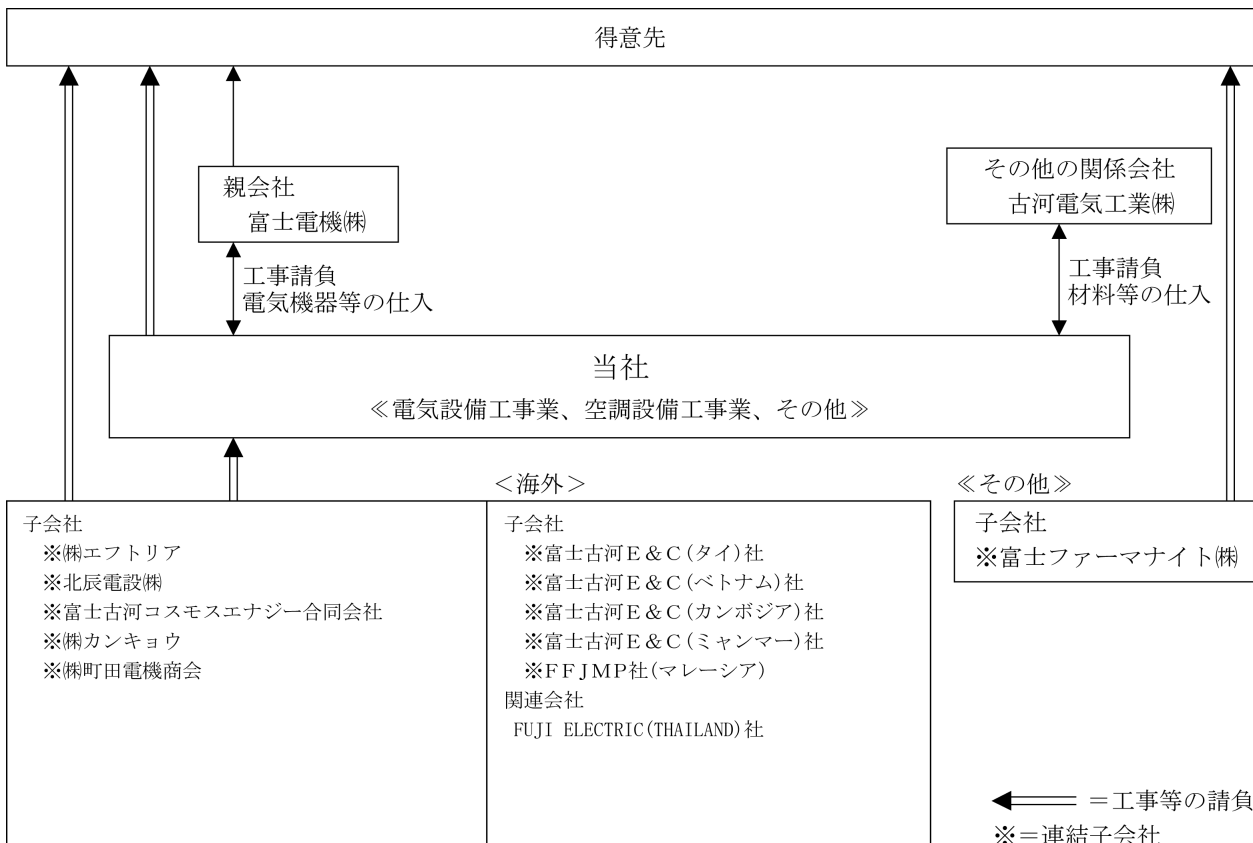 得意先
親会社
富士電機㈱
その他の関係会社
古河電気工業㈱
工事請負
電気機器等の仕入
工事請負
材料等の仕入
当社
≪電気設備工事業、空調設備工事業、その他≫
子会社
※㈱エフトリア
※北辰電設㈱
※富士古河コスモスエナジー合同会社
※㈱カンキョウ
※㈱町田電機商会
＜海外＞
子会社
※富士古河Ｅ＆Ｃ(タイ)社
※富士古河Ｅ＆Ｃ(ベトナム)社
※富士古河Ｅ＆Ｃ(カンボジア)社
※富士古河Ｅ＆Ｃ(ミャンマー)社
※ＦＦＪＭＰ社(マレーシア)
関連会社
FUJI ELECTRIC(THAILAND)社
≪その他≫
子会社
※富士ファーマナイト㈱
＝工事等の請負
※＝連結子会社